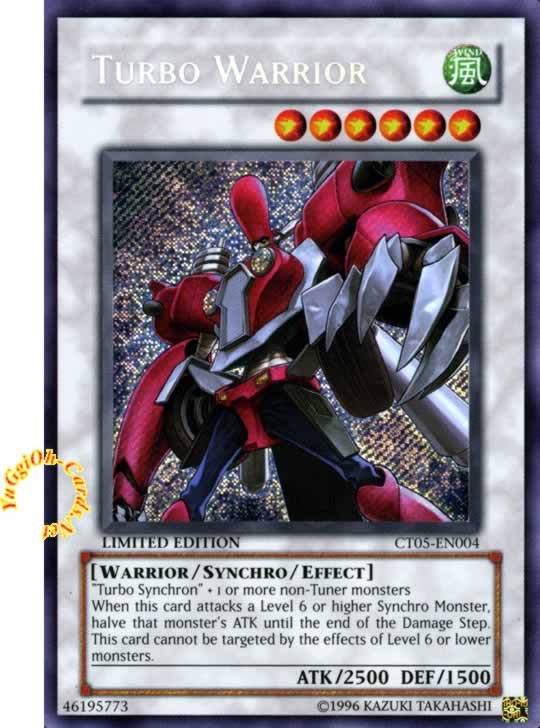 TURBO WARRIOR
WIND
風
LIMITED EDITION
CT05-EN004
[WARRIOR/SYNCHRO/EFFECT]
"Turbo Synchron" + 1 or more non-Tuner monsters
When this card attacks a Level 6 or higher Synchro Monster,
halve that monster's ATK until the end of the Damage Step.
This card cannot be targeted by the effects of Level 6 or lower
monsters.
ATK/2500 DEF/1500
46195773
©1996 KAZUKI TAKAHASHI
YuGgiOh-Cards.Net